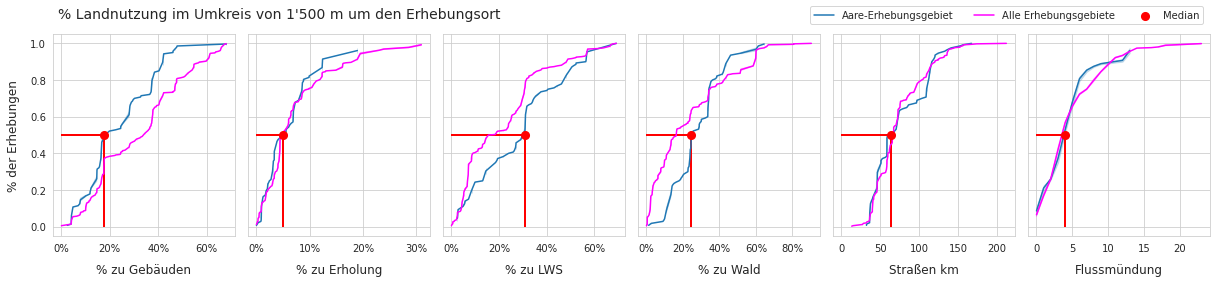 % Landnutzung im Umkreis von 1'500 m um den Erhebungsort
Aare-Erhebungsgebiet Alle Erhebungsgebiete Median
% der Erhebungen
1.0
0.8
0.6
0.4
0.2
0.0
0% 20% 40% 60%
% zu Gebäuden
0% 10% 20% 30%
% zu Erholung
0% 20% 40% 60%
% zu LWS
0% 20% 40% 60% 80%
% zu Wald
0 50 100 150 200
Straßen km
0 5 10 15 20
Flussmündung